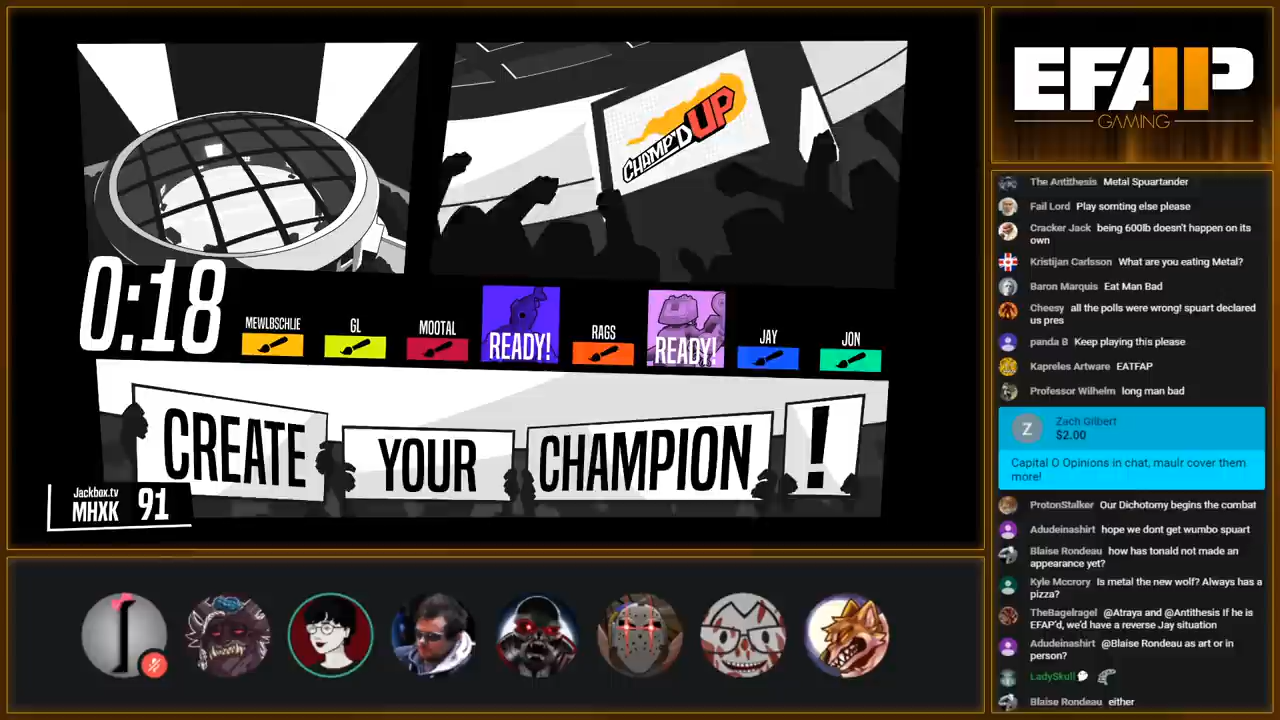 CHAMP'D UP
0:18
MEWLBSCHLIE
GL
MOOTAL
READY!
RAGS
READY!
JAY
JON
CREATE YOUR CHAMPION !
Jackbox.tv
MHXK 91
EFAP
GAMING
The Antithesis Metal Spuartander
Fail Lord Play somting else please
Cracker Jack being 600lb doesn't happen on its
own
Kristijan Carlsson What are you eating Metal?
Baron Marquis Eat Man Bad
Cheesy all the polls were wrong! spuart declared
us pres
panda B Keep playing this please
Kapreles Artware EATFAP
Professor Wilhelm long man bad
Z
Zach Gilbert
$2.00
Capital O Opinions in chat, maulr cover them
more!
ProtonStalker Our Dichotomy begins the combat
Adudeinashirt hope we dont get wumbo spuart
Blaise Rondeau how has tonald not made an
appearance yet?
Kyle Mccrory Is metal the new wolf? Always has a
pizza?
TheBagelragel @Atraya and @Antithesis If he is
EFAP'd, we'd have a reverse Jay situation
Adudeinashirt @Blaise Rondeau as art or in
person?
LadySkull
Blaise Rondeau either